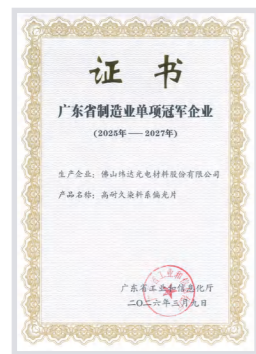 证书
广东省制造业单项冠军企业
(2025年——2027年)
生产企业：佛山纬达光电材料股份有限公司
产品名称：高耐久染料系偏光片
广东省工业和信息化厅
二〇二六年三月九日